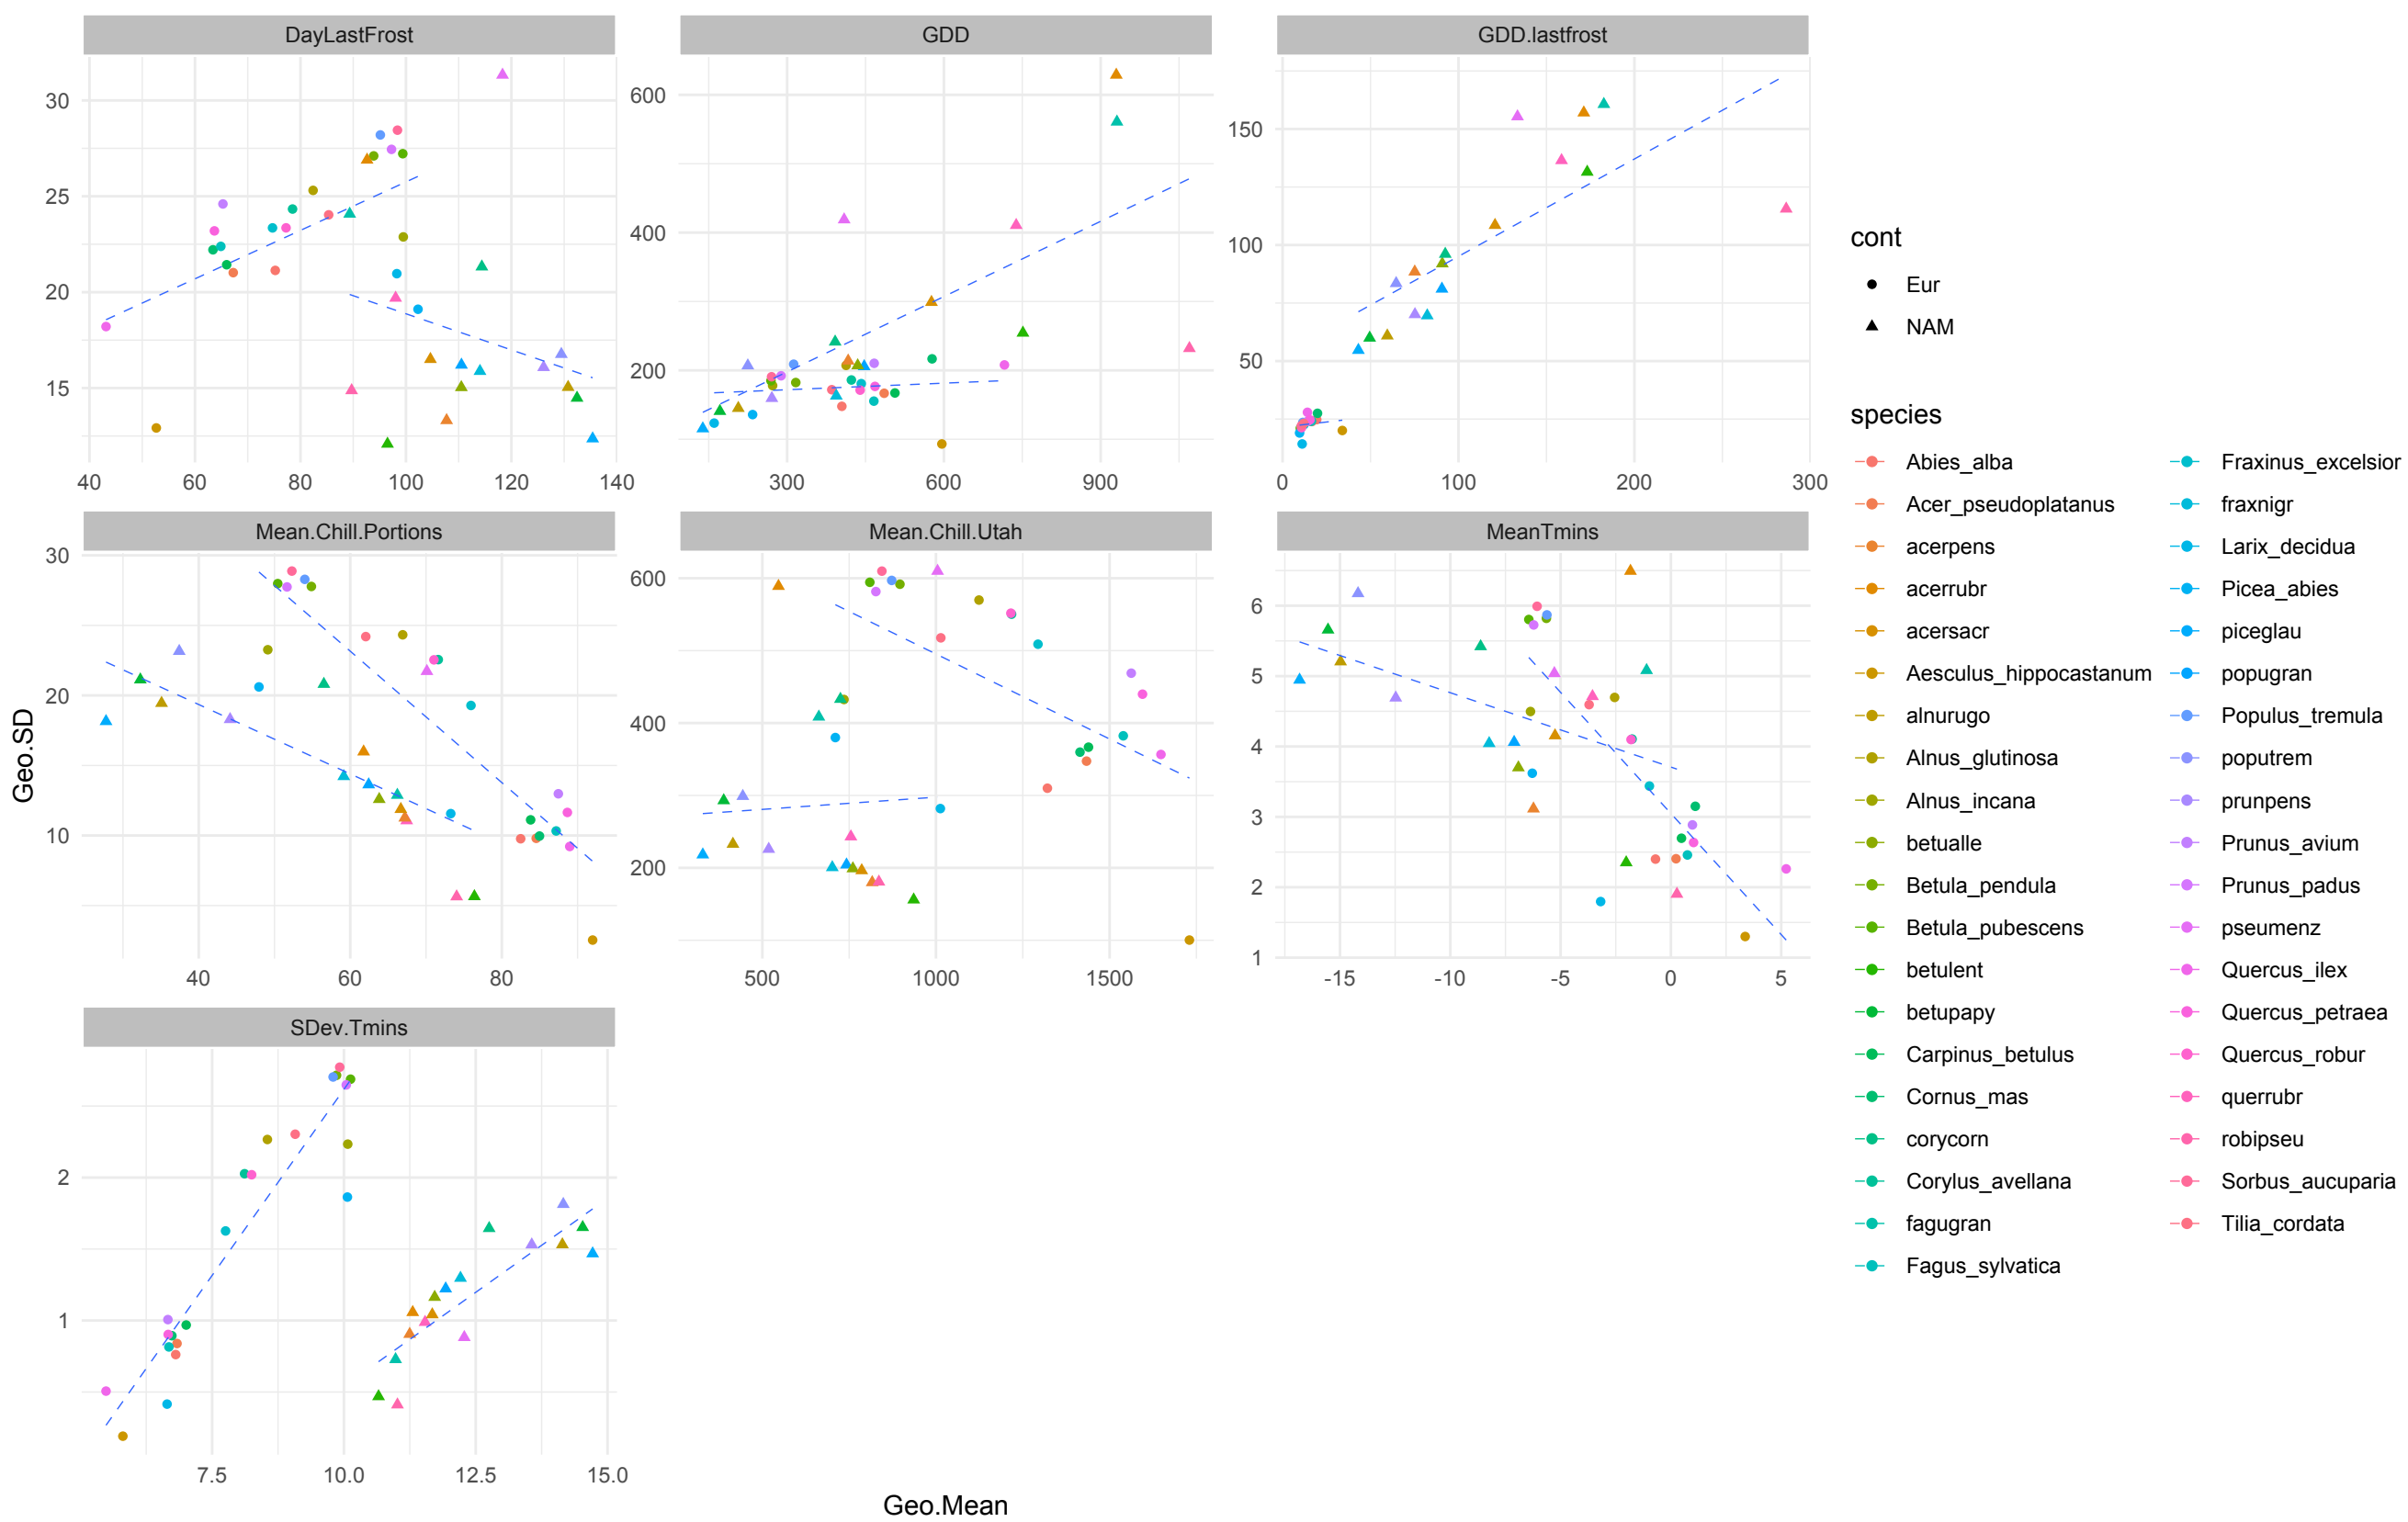 DayLastFrost
GDD
GDD.lastfrost
30
25
20
15
40 60 80 100 120 140
600
400
200
300 600 900
150
100
50
0 100 200 300
Mean.Chill.Portions
Mean.Chill.Utah
MeanTmins
30
20
10
40 60 80
600
400
200
500 1000 1500
6
5
4
3
2
1
-15 -10 -5 0 5
SDev.Tmins
2
1
7.5 10.0 12.5 15.0
Geo.SD
Geo.Mean
cont
Eur
NAM
species
Abies_alba
Acer_pseudoplatanus
acerpens
acerrubr
acersacr
Aesculus_hippocastanum
alnurugo
Alnus_glutinosa
Alnus_incana
betualle
Betula_pendula
Betula_pubescens
betulent
betupapy
Carpinus_betulus
Cornus_mas
corycorn
Corylus_avellana
fagugran
Fagus_sylvatica
Fraxinus_excelsior
fraxnigr
Larix_decidua
Picea_abies
piceglau
popugran
Populus_tremula
poputrem
prunpens
Prunus_avium
Prunus_padus
pseumenz
Quercus_ilex
Quercus_petraea
Quercus_robur
querrubr
robipseu
Sorbus_aucuparia
Tilia_cordata